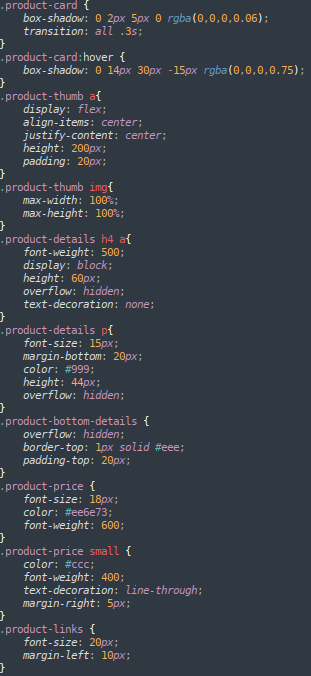 .product-card {
    box-shadow: 0 2px 5px 0 rgba(0,0,0,0.06);
    transition: all .3s;
}
.product-card:hover {
    box-shadow: 0 14px 30px -15px rgba(0,0,0,0.75);
}
.product-thumb a{
    display: flex;
    align-items: center;
    justify-content: center;
    height: 200px;
    padding: 20px;
}
.product-thumb img{
    max-width: 100%;
    max-height: 100%;
}
.product-details h4 a{
    font-weight: 500;
    display: block;
    height: 60px;
    overflow: hidden;
    text-decoration: none;
}
.product-details p{
    font-size: 15px;
    margin-bottom: 20px;
    color: #999;
    height: 44px;
    overflow: hidden;
}
.product-bottom-details {
    overflow: hidden;
    border-top: 1px solid #eee;
    padding-top: 20px;
}
.product-price {
    font-size: 18px;
    color: #ee6e73;
    font-weight: 600;
}
.product-price small {
    color: #ccc;
    font-weight: 400;
    text-decoration: line-through;
    margin-right: 5px;
}
.product-links {
    font-size: 20px;
    margin-left: 10px;
}